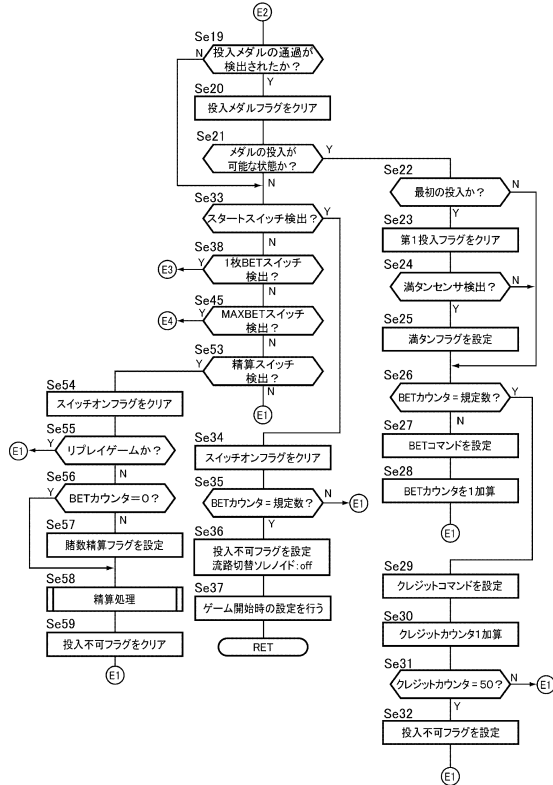 E2
Se19
投入メダルの通過が
検出されたか？
N
Y
Se20
投入メダルフラグをクリア
Se21
メダルの投入が
可能な状態か？
Y
N
Se22
最初の投入か？
N
Y
Se23
第1投入フラグをクリア
Se24
満タンセンサ検出？
N
Y
Se25
満タンフラグを設定
Se26
BETカウンタ＝規定数？
Y
N
Se27
BETコマンドを設定
Se28
BETカウンタを1加算
E1
Se29
クレジットコマンドを設定
Se30
クレジットカウンタ1加算
Se31
クレジットカウンタ＝50？
N
E1
Y
Se32
投入不可フラグを設定
E1
Se33
スタートスイッチ検出？
Y
N
Se38
1枚BETスイッチ
検出？
Y
E3
N
Se45
MAXBETスイッチ
検出？
Y
E4
N
Se53
精算スイッチ
検出？
Y
N
E1
Se34
スイッチオンフラグをクリア
Se35
BETカウンタ＝規定数？
N
E1
Y
Se36
投入不可フラグを設定
流路切替ソレノイド：off
Se37
ゲーム開始時の設定を行う
RET
Se54
スイッチオンフラグをクリア
Se55
リプレイゲームか？
Y
E1
N
Se56
BETカウンタ＝0？
Y
N
Se57
賭数精算フラグを設定
Se58
精算処理
Se59
投入不可フラグをクリア
E1